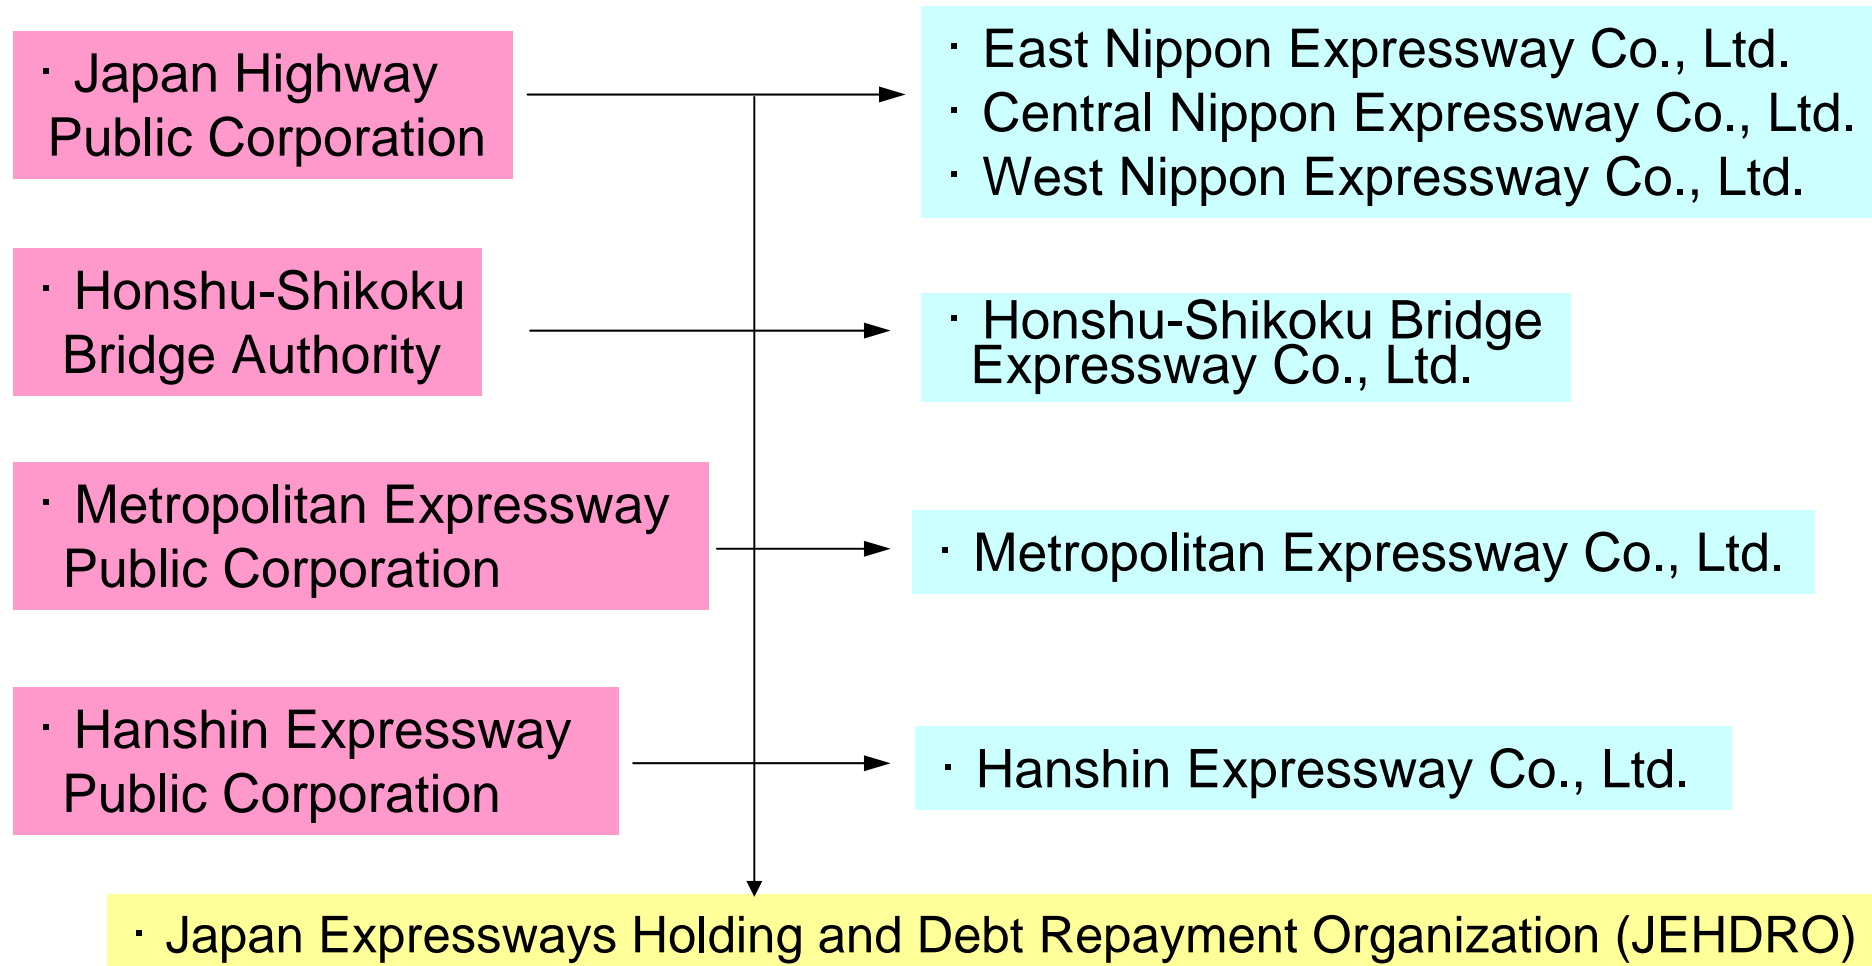 · Japan Highway
Public Corporation
· East Nippon Expressway Co., Ltd.
· Central Nippon Expressway Co., Ltd.
· West Nippon Expressway Co., Ltd.
· Honshu-Shikoku
Bridge Authority
· Honshu-Shikoku Bridge
Expressway Co., Ltd.
· Metropolitan Expressway
Public Corporation
· Metropolitan Expressway Co., Ltd.
· Hanshin Expressway
Public Corporation
· Hanshin Expressway Co., Ltd.
· Japan Expressways Holding and Debt Repayment Organization (JEHDRO)